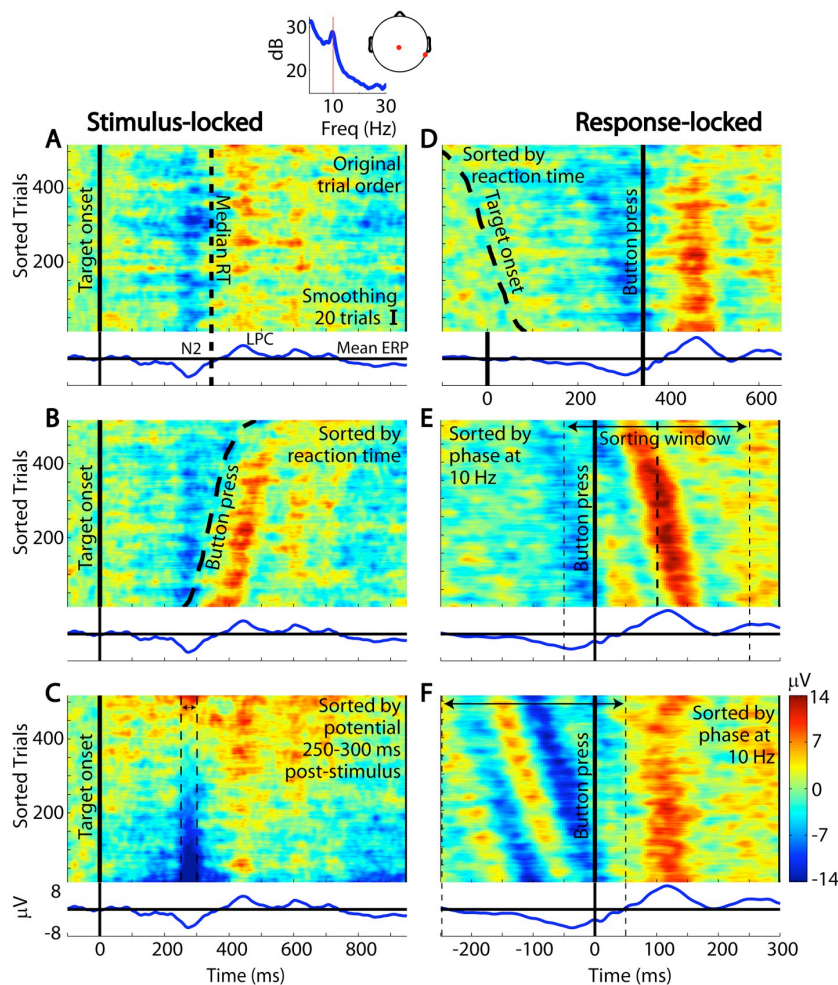 30
dB
20
10
30
Freq (Hz)
Stimulus-locked
Response-locked
A
Sorted Trials
400
200
Target onset
Median RT
Original
trial order
Smoothing
20 trials
N2
LPC
Mean ERP
D
Sorted by
reaction time
Target onset
Button press
0
200
400
600
B
Sorted Trials
400
200
Target onset
Button press
Sorted by
reaction time
E
Sorted by
phase at
10 Hz
Sorting window
Button press
C
Sorted Trials
400
200
Target onset
Sorted by
potential
250-300 ms
post-stimulus
μV
8
-8
0
200
400
600
800
Time (ms)
F
Button press
Sorted by
phase at
10 Hz
-200
-100
0
100
200
300
Time (ms)
μV
14
7
0
-7
-14